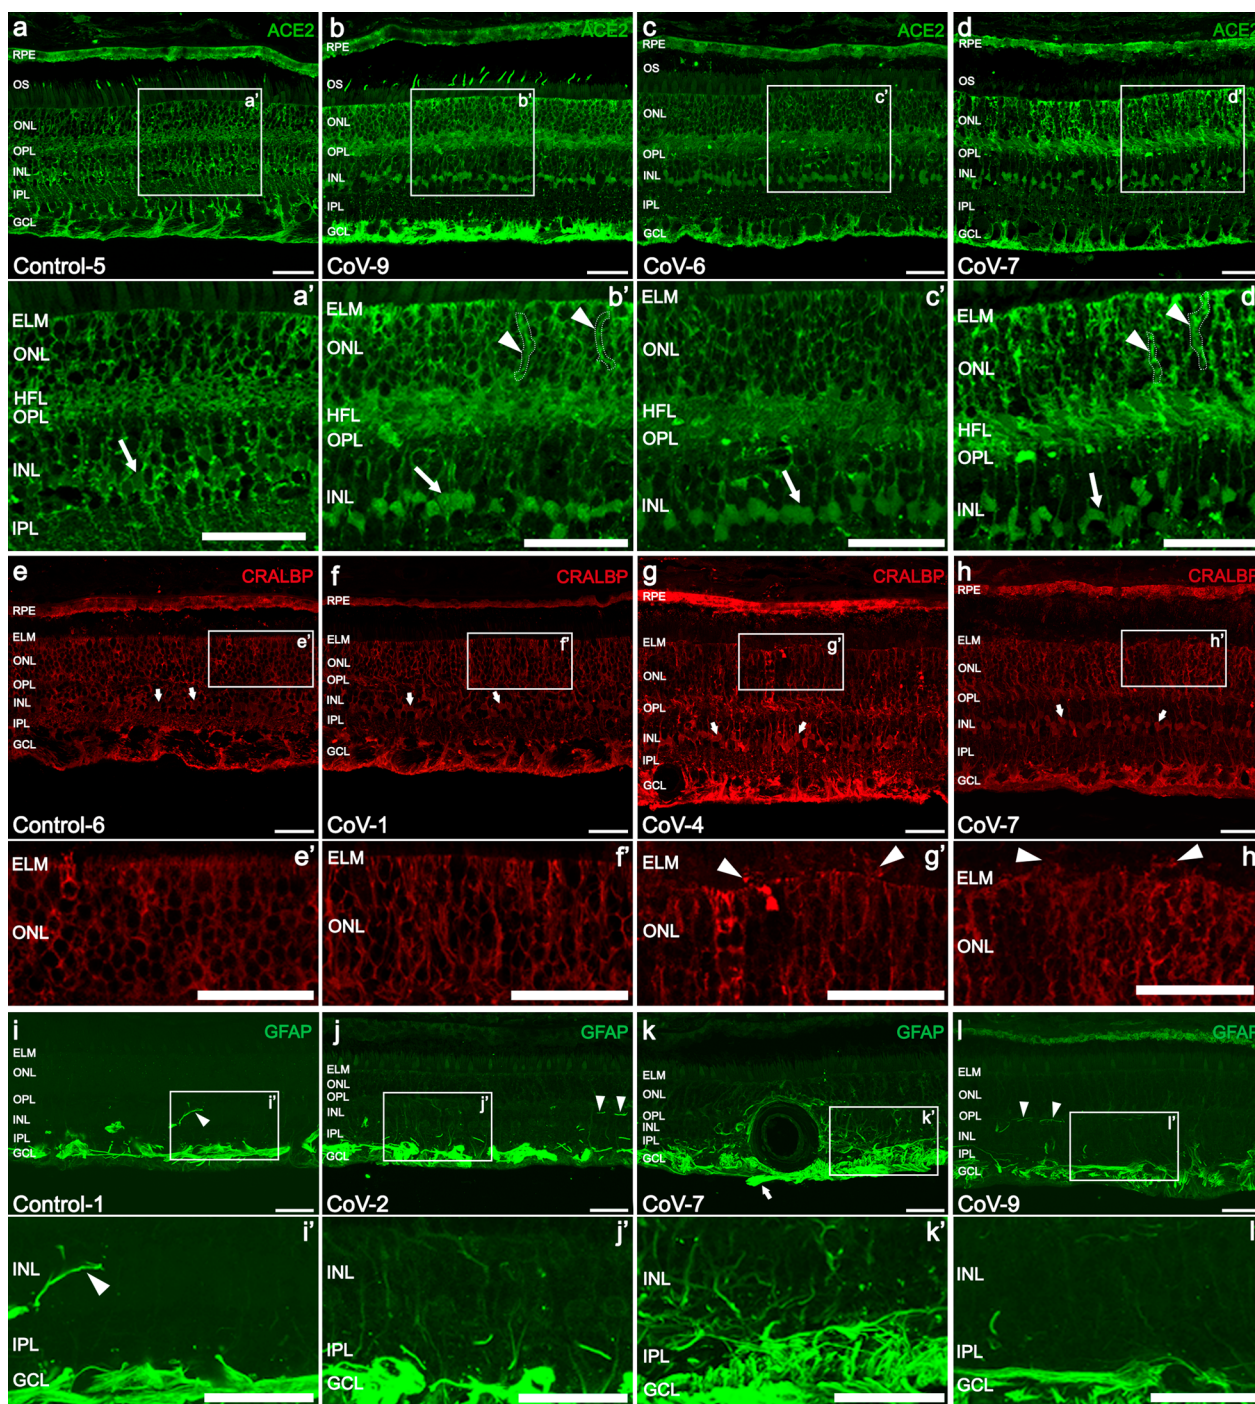 a
ACE2
RPE
OS
a'
ONL
OPL
INL
IPL
GCL
Control-5
b
ACE2
RPE
b'
ONL
OPL
INL
IPL
GCL
CoV-9
c
ACE2
RPE
OS
c'
ONL
OPL
INL
IPL
GCL
CoV-6
d
ACE2
RPE
OS
d'
ONL
OPL
INL
IPL
GCL
CoV-7
a'
ELM
ONL
HFL
OPL
INL
IPL
b'
ELM
ONL
HFL
OPL
INL
c'
ELM
ONL
HFL
OPL
INL
d
ELM
ONL
HFL
OPL
INL
e
CRALBP
RPE
ELM
e'
ONL
OPL
INL
IPL
GCL
Control-6
f
CRALBP
RPE
ELM
f'
ONL
OPL
INL
IPL
GCL
CoV-1
g
CRALBP
RPE
ELM
g'
ONL
OPL
INL
IPL
GCL
CoV-4
h
CRALBP
RPE
ELM
h'
ONL
OPL
INL
IPL
GCL
CoV-7
e'
ELM
ONL
f'
ELM
ONL
g'
ELM
ONL
h
ELM
ONL
i
GFAP
ELM
ONL
OPL
i'
INL
IPL
GCL
Control-1
j
GFAP
ELM
ONL
OPL
INL
j'
IPL
GCL
CoV-2
k
GFAP
ELM
ONL
OPL
INL
k'
IPL
GCL
CoV-7
l
GFAP
ELM
ONL
OPL
l'
INL
IPL
GCL
CoV-9
i'
INL
IPL
GCL
j'
INL
IPL
GCL
k'
INL
IPL
GCL
l
INL
IPL
GCL